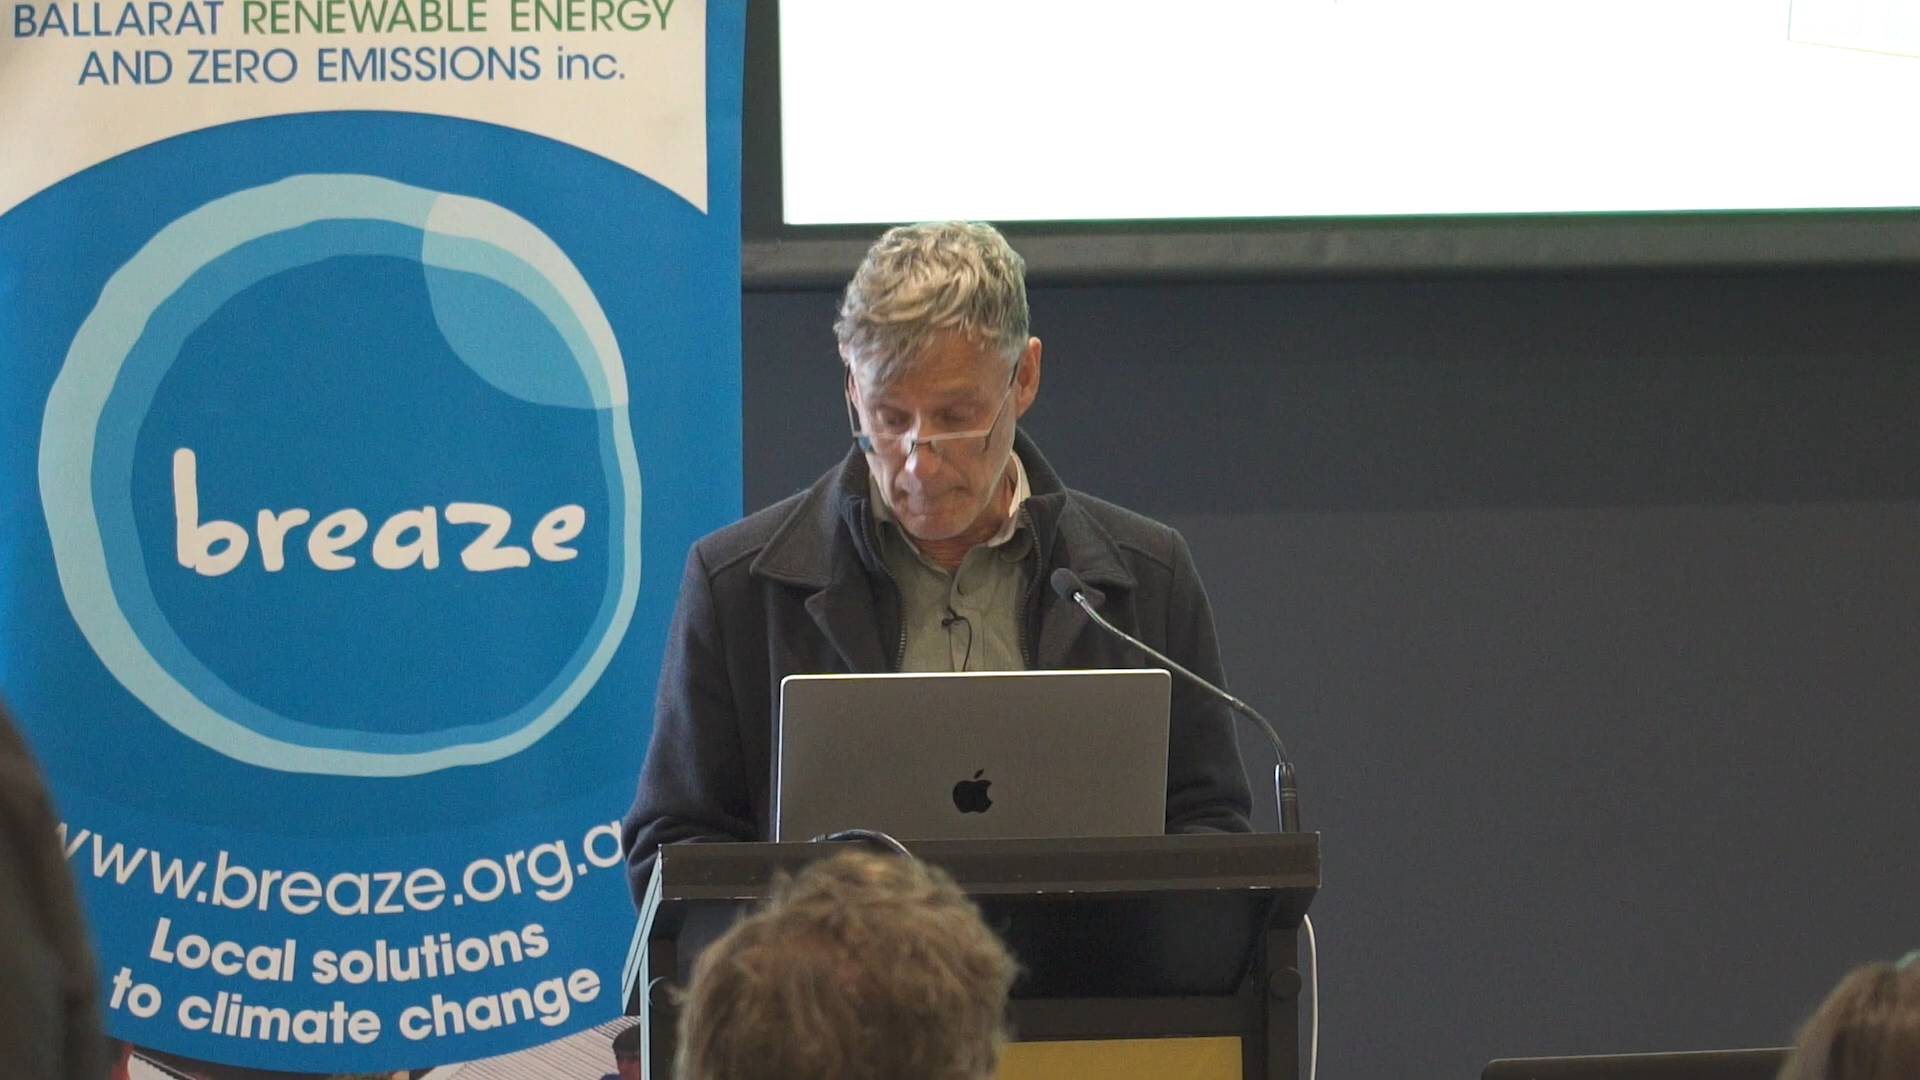 BALLARAT RENEWABLE ENERGY
AND ZERO EMISSIONS inc.
breaze
www.breaze.org.a
Local solutions
to climate change